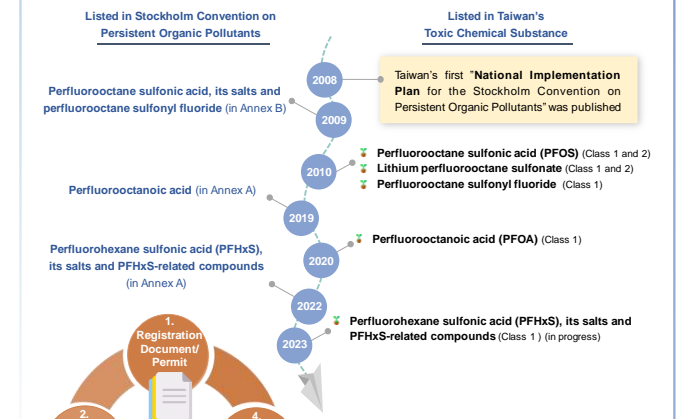 Listed in Stockholm Convention on
Persistent Organic Pollutants
Listed in Taiwan's
Toxic Chemical Substance
2008
Taiwan's first "National Implementation
Plan for the Stockholm Convention on
Persistent Organic Pollutants" was published
Perfluorooctane sulfonic acid, its salts and
perfluorooctane sulfonyl fluoride (in Annex B)
2009
2010
Perfluorooctane sulfonic acid (PFOS) (Class 1 and 2)
Lithium perfluorooctane sulfonate (Class 1 and 2)
Perfluorooctane sulfonyl fluoride (Class 1)
Perfluorooctanoic acid (in Annex A)
2019
2020
Perfluorooctanoic acid (PFOA) (Class 1)
Perfluorohexane sulfonic acid (PFHxS),
its salts and PFHxS-related compounds
(in Annex A)
2022
2023
Perfluorohexane sulfonic acid (PFHxS), its salts and
PFHxS-related compounds (Class 1 ) (in progress)
1.
Registration
Document/
Permit
2.
4.